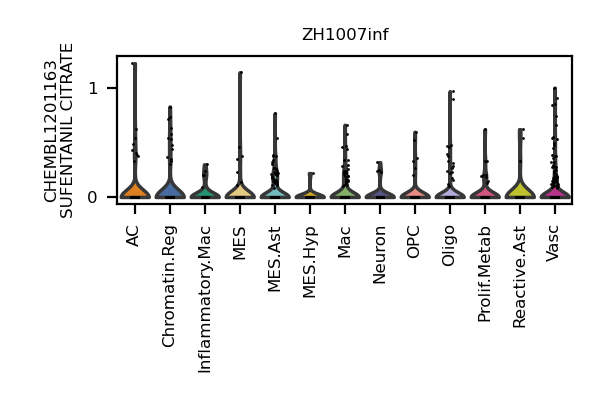 ZH1007inf
CHEMBL1201163
SUFENTANIL CITRATE
1
0
AC
Chromatin.Reg
Inflammatory.Mac
MES
MES.Ast
MES.Hyp
Mac
Neuron
OPC
Oligo
Prolif.Metab
Reactive.Ast
Vasc